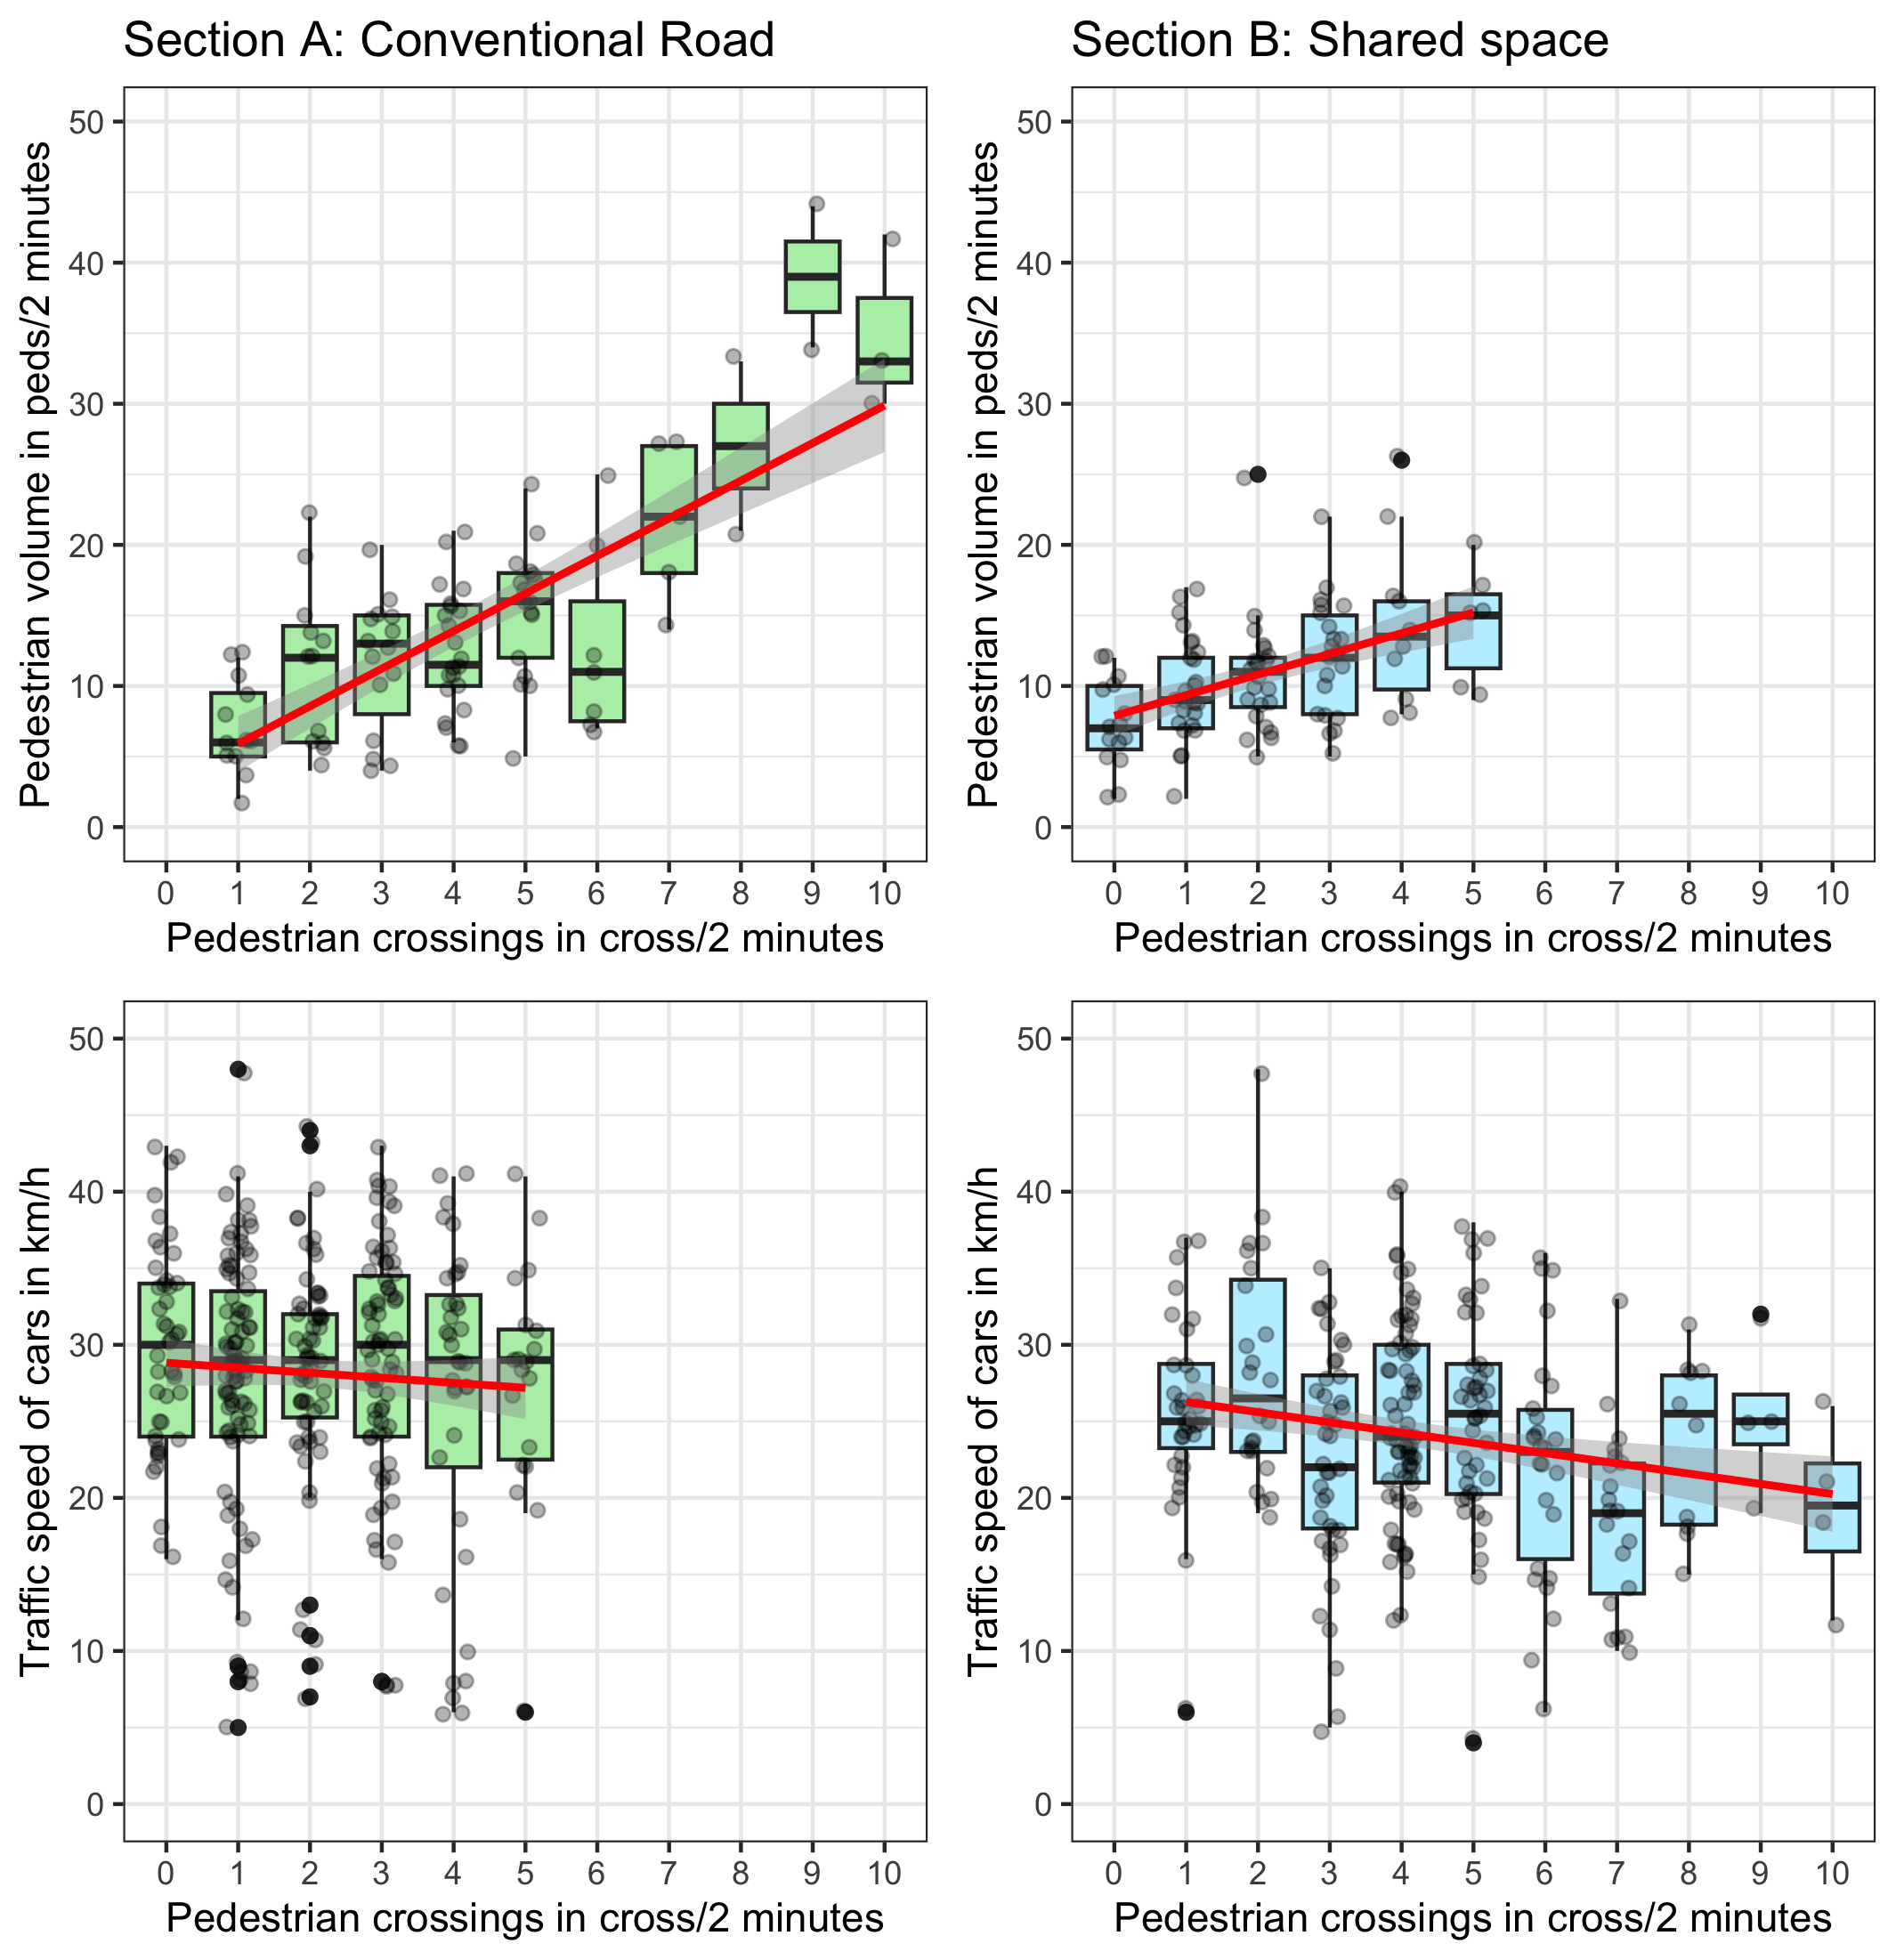 Section A: Conventional Road
Section B: Shared space
Pedestrian volume in peds/2 minutes
50
40
30
20
10
0
0 1 2 3 4 5 6 7 8 9 10
Pedestrian crossings in cross/2 minutes
Pedestrian volume in peds/2 minutes
50
40
30
20
10
0
0 1 2 3 4 5 6 7 8 9 10
Pedestrian crossings in cross/2 minutes
Traffic speed of cars in km/h
50
40
30
20
10
0
0 1 2 3 4 5 6 7 8 9 10
Pedestrian crossings in cross/2 minutes
Traffic speed of cars in km/h
50
40
30
20
10
0
0 1 2 3 4 5 6 7 8 9 10
Pedestrian crossings in cross/2 minutes